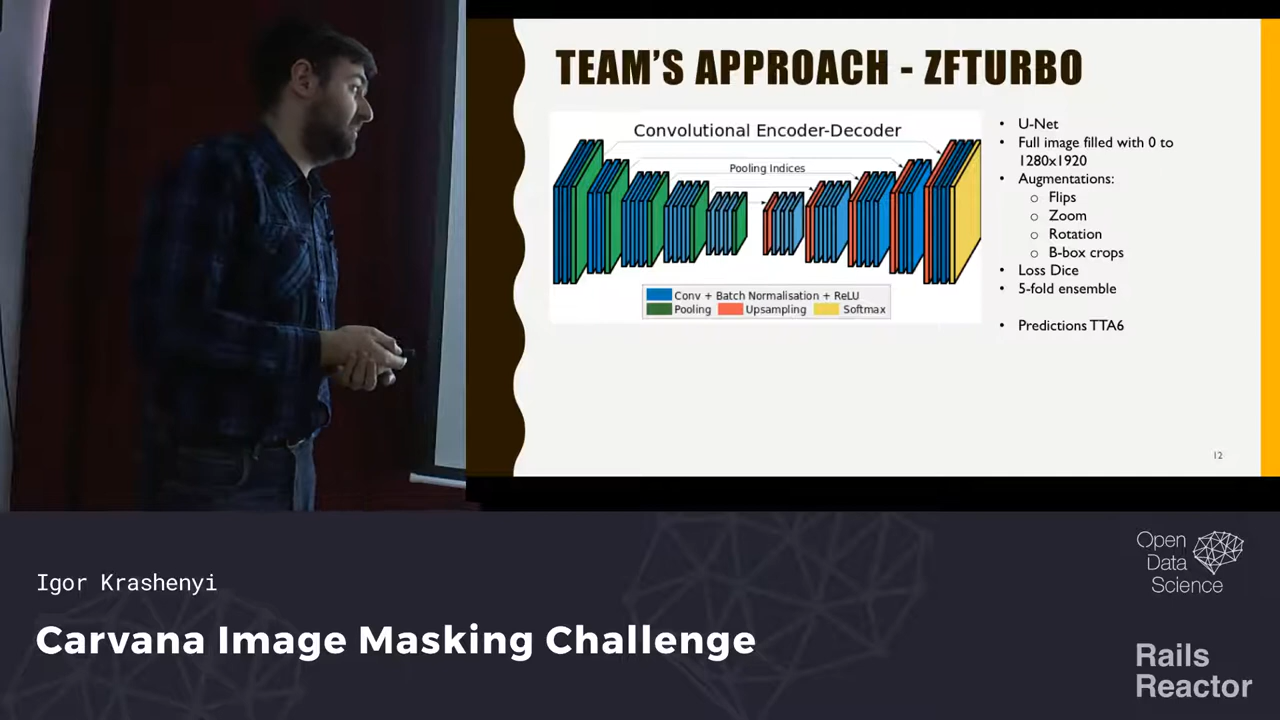 TEAM'S APPROACH - ZFTURBO
Convolutional Encoder-Decoder
Pooling Indices
Conv + Batch Normalisation + ReLU
Pooling
Upsampling
Softmax
• U-Net
• Full image filled with 0 to
1280x1920
• Augmentations:
o Flips
o Zoom
o Rotation
o B-box crops
• Loss Dice
• 5-fold ensemble
• Predictions TTA6
12
Igor Krashenyi
Carvana Image Masking Challenge
Open
Data
Science
Rails
Reactor